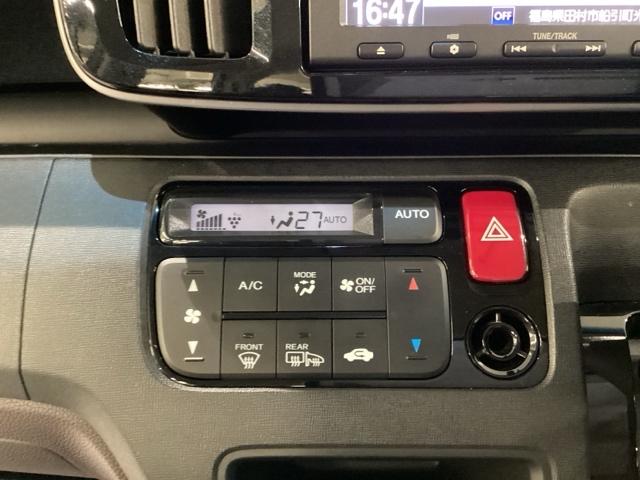 16:47
OFF 福島県田村市船引町
TUNE/TRACK
27 AUTO
AUTO
A/C
MODE
ON/OFF
FRONT
REAR